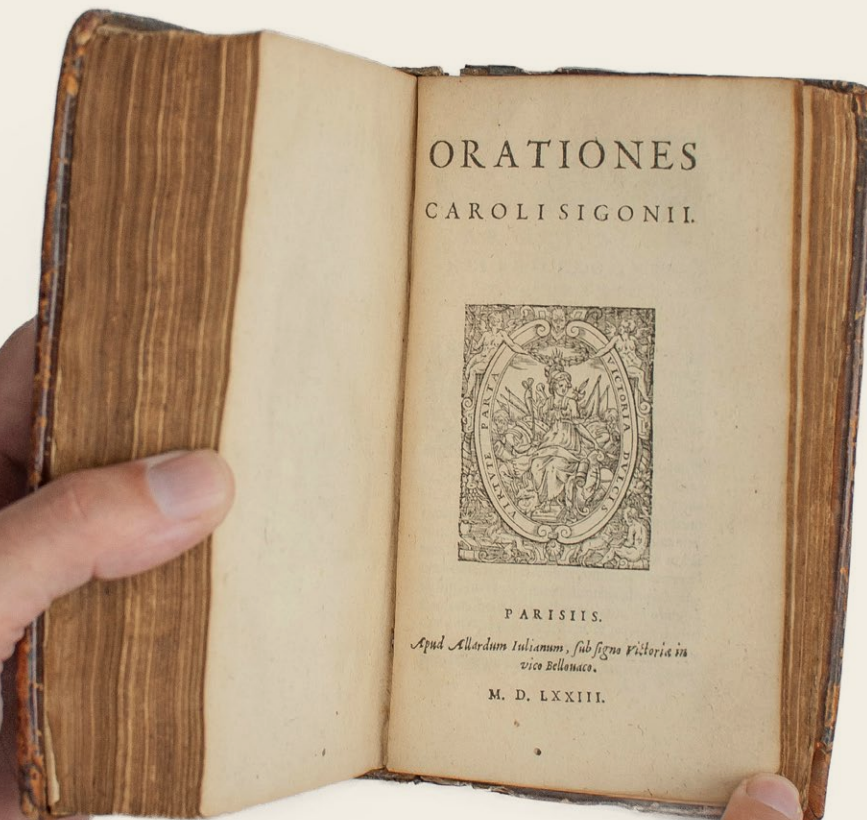 ORATIONES
CAROLI SIGONII.
VIRTVTE PARTA
VICTORIA DVLCIS
PARISIIS.
Apud Allardum Iulianum, sub signo Victoriæ in
vico Bellouaco.
M. D. LXXIII.